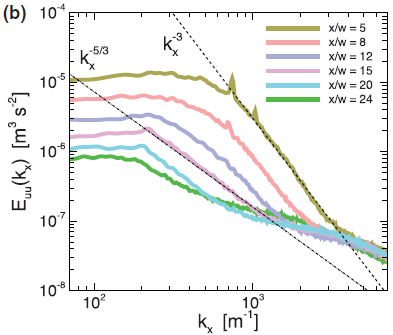 (b)
10^-4
10^-5
10^-6
10^-7
10^-8
E_uu(k_x) [m^3 s^-2]
k_x^-5/3
k_x^-3
x/w = 5
x/w = 8
x/w = 12
x/w = 15
x/w = 20
x/w = 24
10^2
10^3
k_x [m^-1]